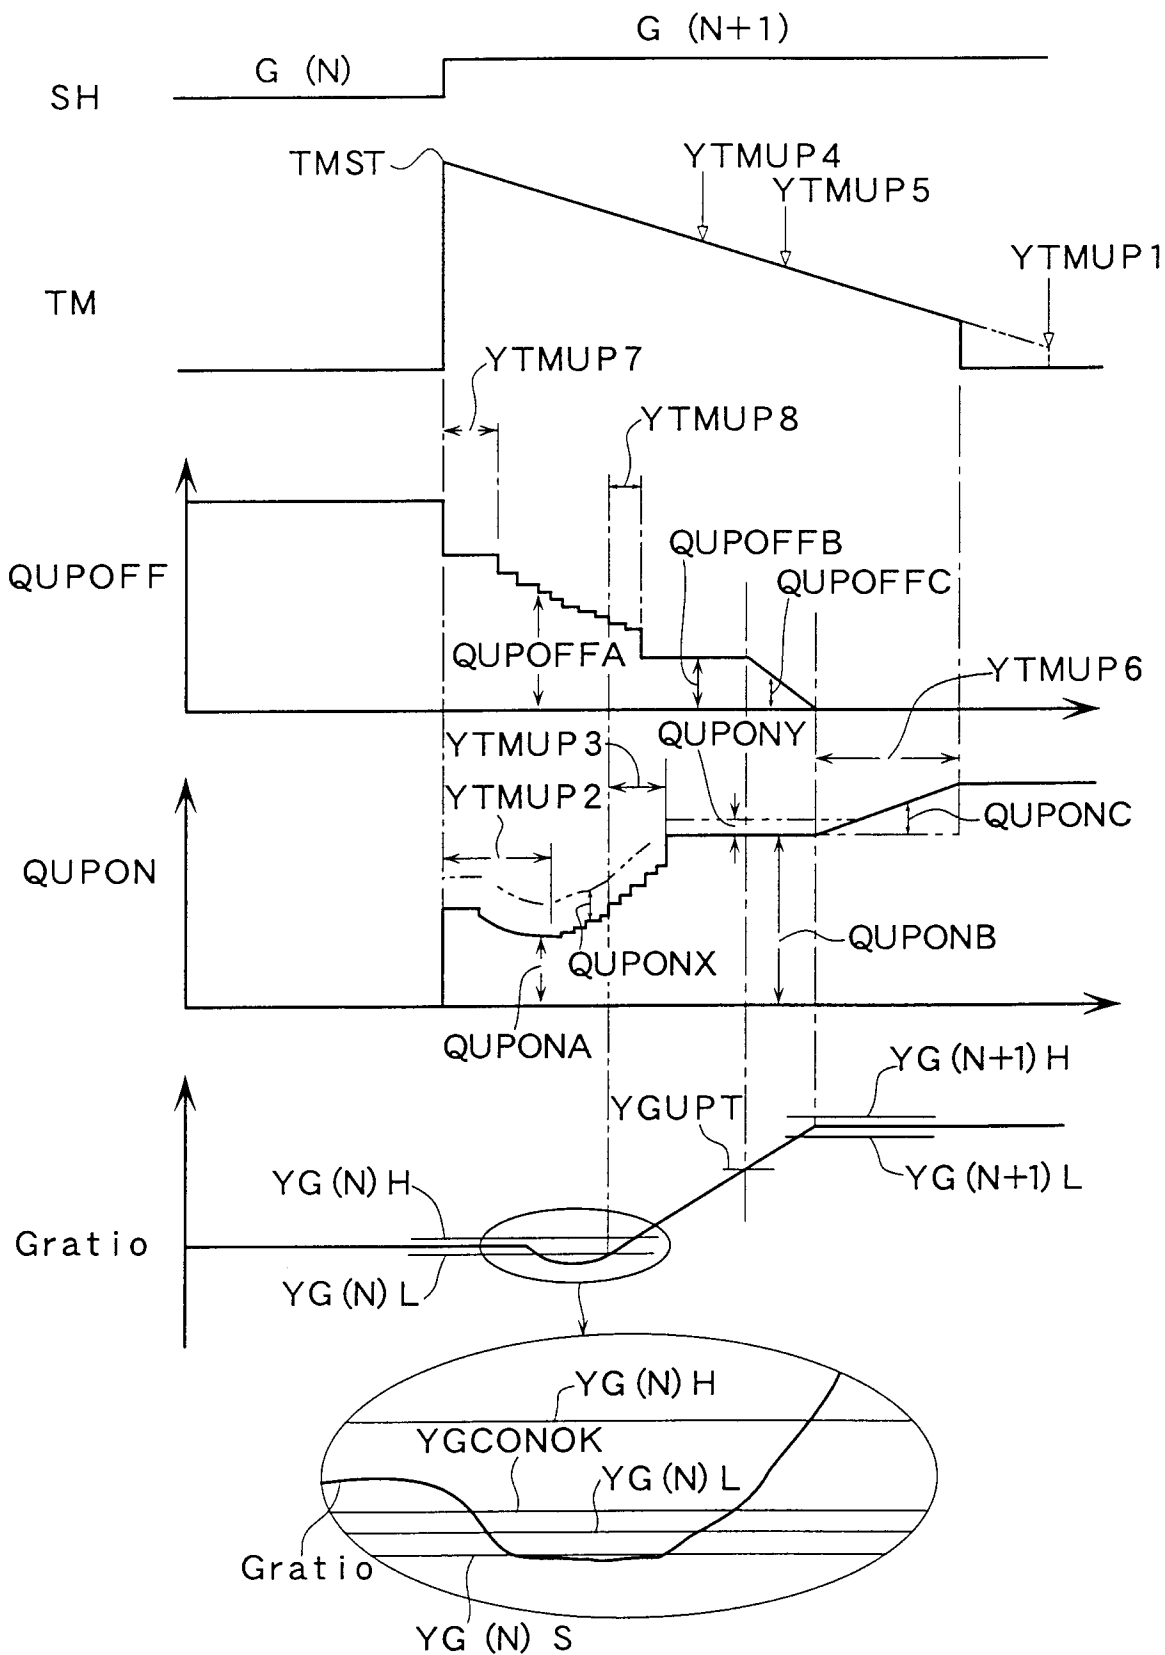 G (N+1)
G (N)
SH
TMST
YTMUP4
YTMUP5
YTMUP1
TM
YTMUP7
YTMUP8
QUPOFFB
QUPOFFC
QUPOFF
QUPOFFA
YTMUP6
QUPONY
YTMUP3
YTMUP2
QUPONC
QUPON
QUPONB
QUPONX
QUPONA
YG(N+1)H
YGUPT
YG(N+1)L
YG(N)H
Gratio
YG(N)L
YG(N)H
YGCONOK
YG(N)L
Gratio
YG(N) S